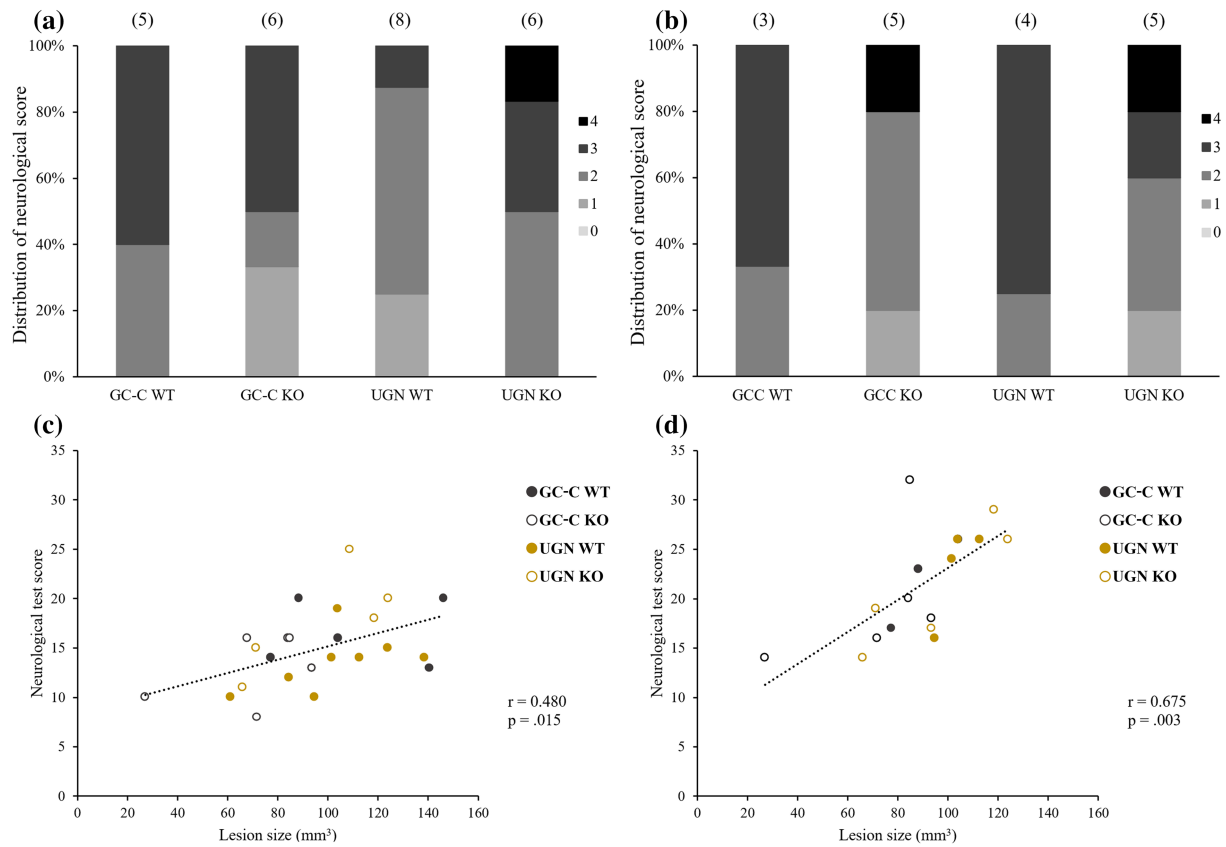 (a) (5) (6) (8) (6)
Distribution of neurological score
100%
80%
60%
40%
20%
0%
GC-C WT GC-C KO UGN WT UGN KO
4
3
2
1
0
(b) (3) (5) (4) (5)
Distribution of neurological score
100%
80%
60%
40%
20%
0%
GCC WT GCC KO UGN WT UGN KO
4
3
2
1
0
(c)
Neurological test score
35
30
25
20
15
10
5
0
0 20 40 60 80 100 120 140 160
Lesion size (mm³)
GC-C WT
GC-C KO
UGN WT
UGN KO
r = 0.480
p = .015
(d)
Neurological test score
35
30
25
20
15
10
5
0
0 20 40 60 80 100 120 140 160
Lesion size (mm³)
GC-C WT
GC-C KO
UGN WT
UGN KO
r = 0.675
p = .003